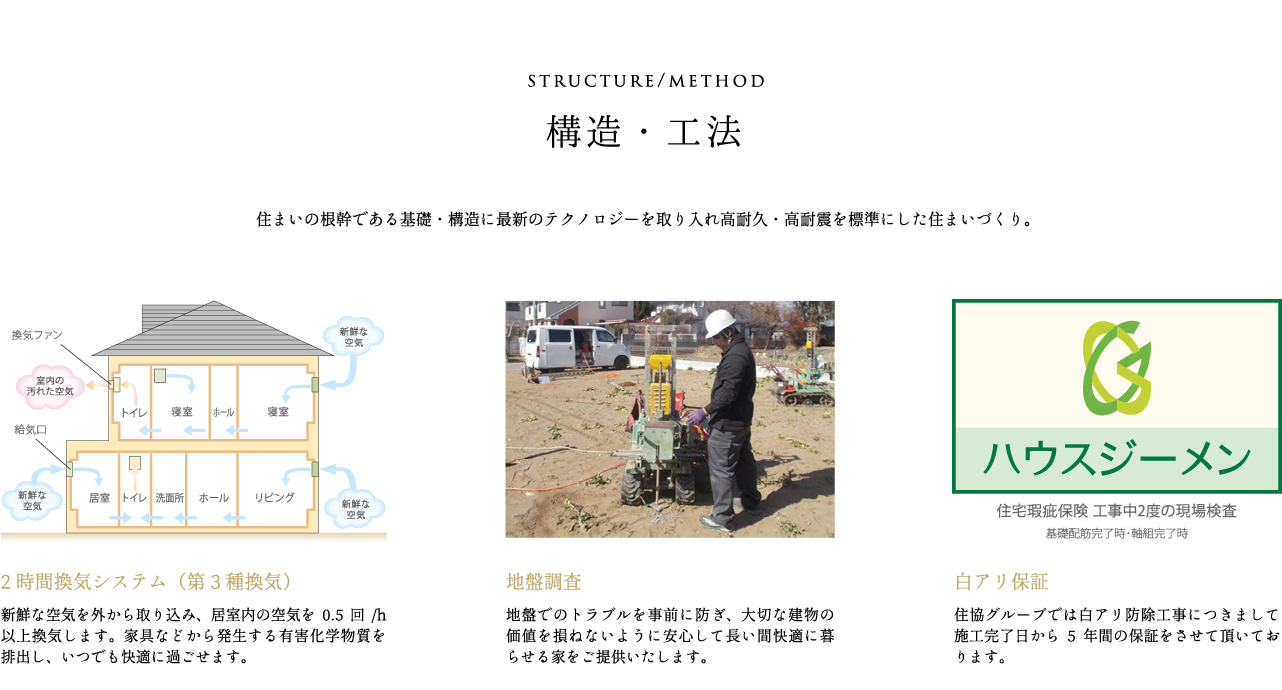 STRUCTURE/METHOD
構造・工法
住まいの根幹である基礎・構造に最新のテクノロジーを取り入れ高耐久・高耐震を標準にした住まいづくり。
換気ファン
新鮮な
空気
室内の
汚れた空気
トイレ
寝室
ホール
寝室
給気口
新鮮な
空気
居室
トイレ
洗面所
ホール
リビング
新鮮な
空気
2時間換気システム（第3種換気）
新鮮な空気を外から取り込み、居室内の空気を 0.5 回 /h
以上換気します。家具などから発生する有害化学物質を
排出し、いつでも快適に過ごせます。
地盤調査
地盤でのトラブルを事前に防ぎ、大切な建物の
価値を損ねないように安心して長い間快適に暮
らせる家をご提供いたします。
ハウスジーメン
住宅瑕疵保険 工事中2度の現場検査
基礎配筋完了時・軸組完了時
白アリ保証
住協グループでは白アリ防除工事につきまして
施工完了日から 5 年間の保証をさせて頂いてお
ります。